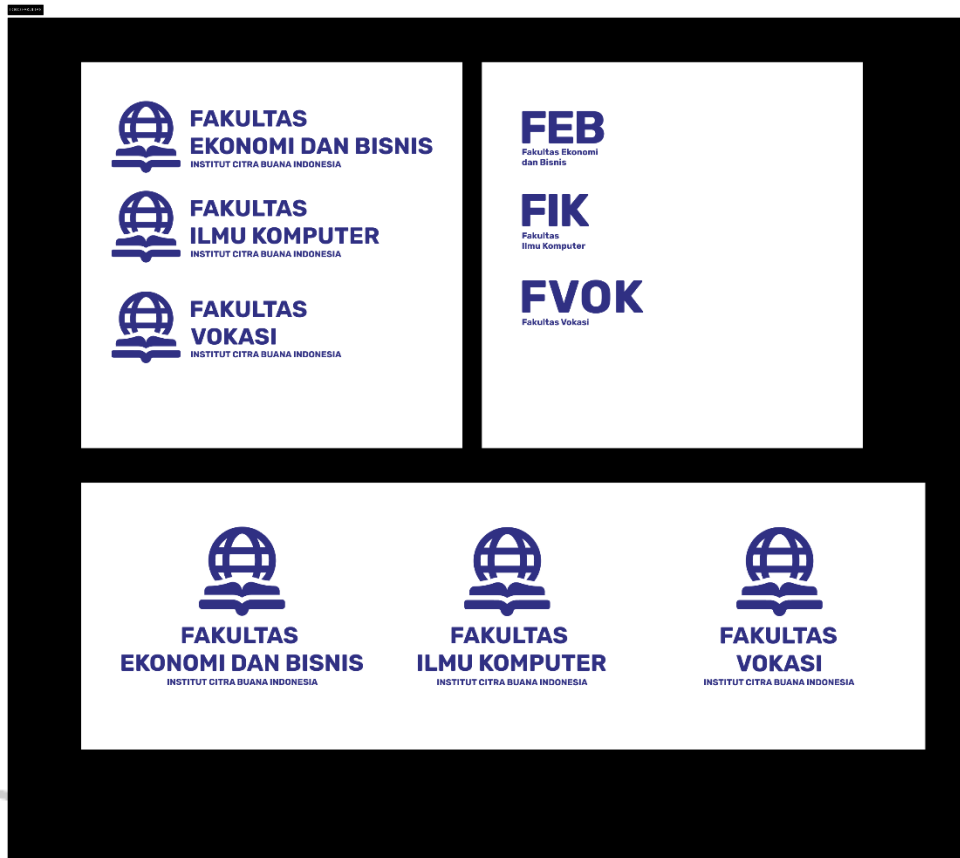 FAKULTAS
EKONOMI DAN BISNIS
INSTITUT CITRA BUANA INDONESIA
FAKULTAS
ILMU KOMPUTER
INSTITUT CITRA BUANA INDONESIA
FAKULTAS
VOKASI
INSTITUT CITRA BUANA INDONESIA
FEB
Fakultas Ekonomi
dan Bisnis
FIK
Fakultas
Ilmu Komputer
FVOK
Fakultas Vokasi
FAKULTAS
EKONOMI DAN BISNIS
INSTITUT CITRA BUANA INDONESIA
FAKULTAS
ILMU KOMPUTER
INSTITUT CITRA BUANA INDONESIA
FAKULTAS
VOKASI
INSTITUT CITRA BUANA INDONESIA